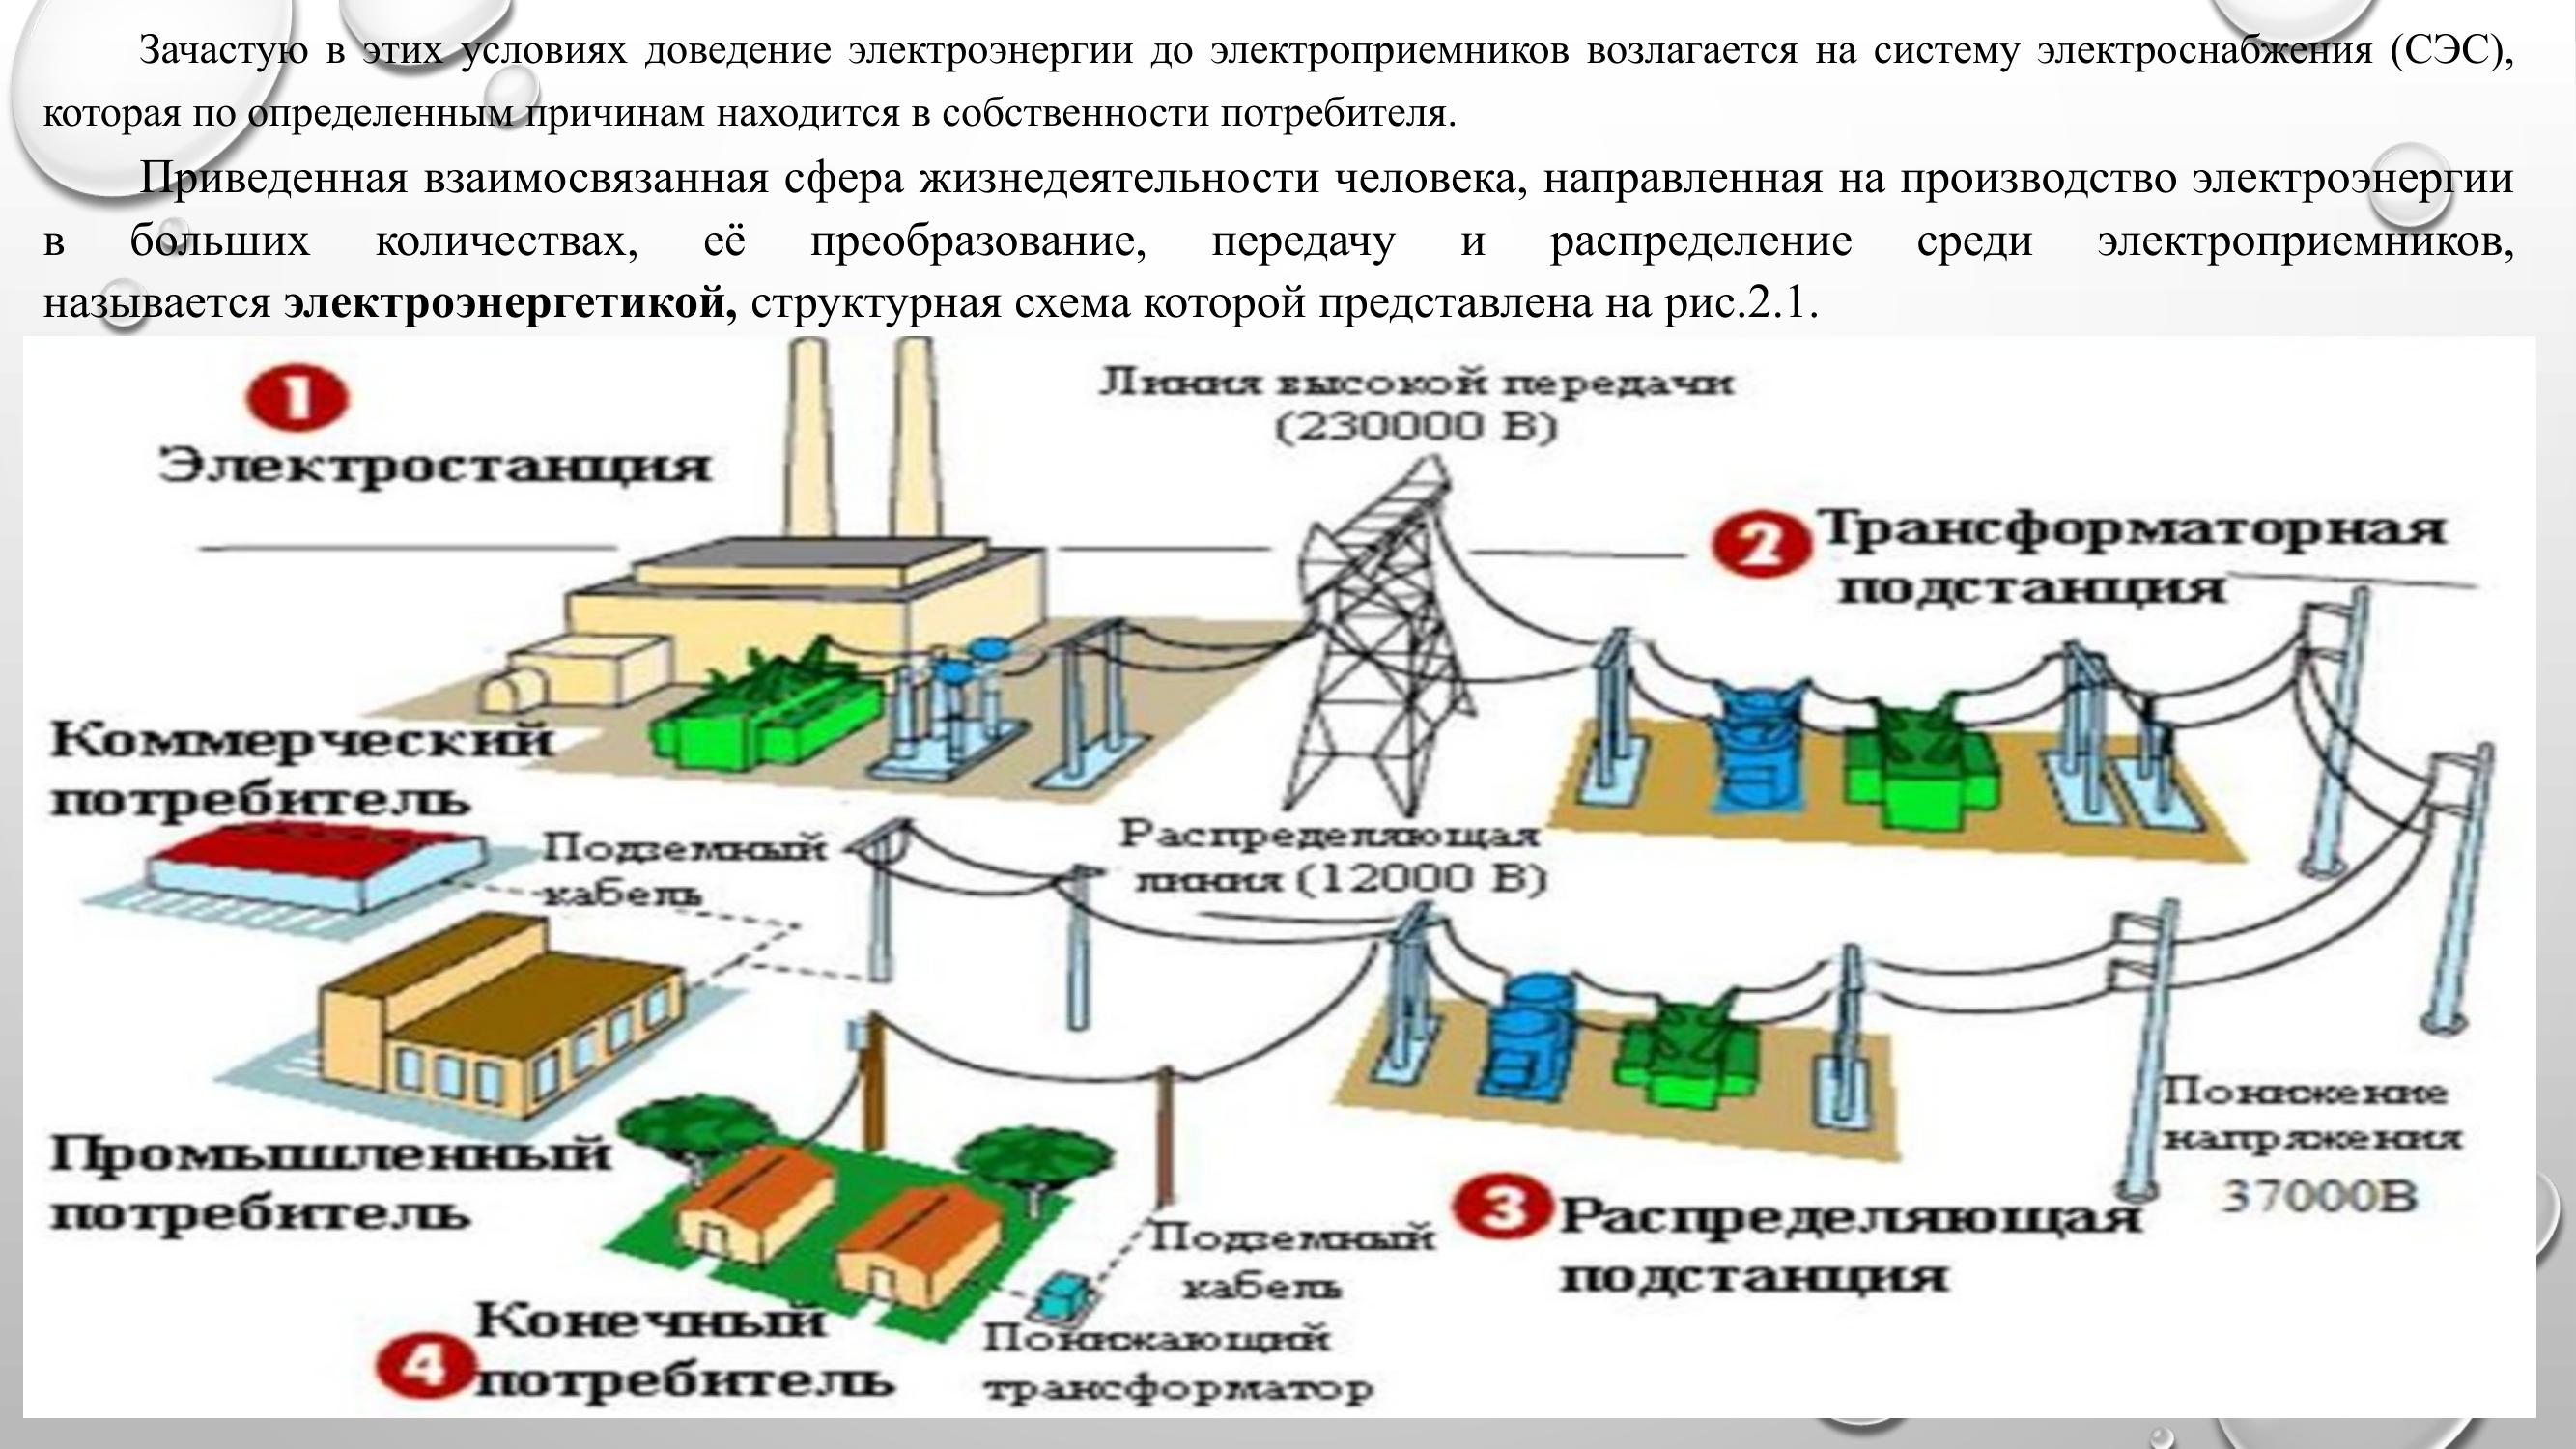 Зачастую в этих условиях доведение электроэнергии до электроприемников возлагается на систему электроснабжения (СЭС),
которая по определенным причинам находится в собственности потребителя.
Приведенная взаимосвязанная сфера жизнедеятельности человека, направленная на производство электроэнергии
в больших количествах, её преобразование, передачу и распределение среди электроприемников,
называется электроэнергетикой, структурная схема которой представлена на рис.2.1.
1
Электростанция
Линия высокой передачи
(230000 В)
2 Трансформаторная
подстанция
Коммерческий
потребитель
Подземный
кабель
Распределяющая
линия (12000 В)
Промышленный
потребитель
Понижение
напряжения
37000В
3 Распределяющая
подстанция
Подземный
кабель
4 Конечный
потребитель
Понижающий
трансформатор